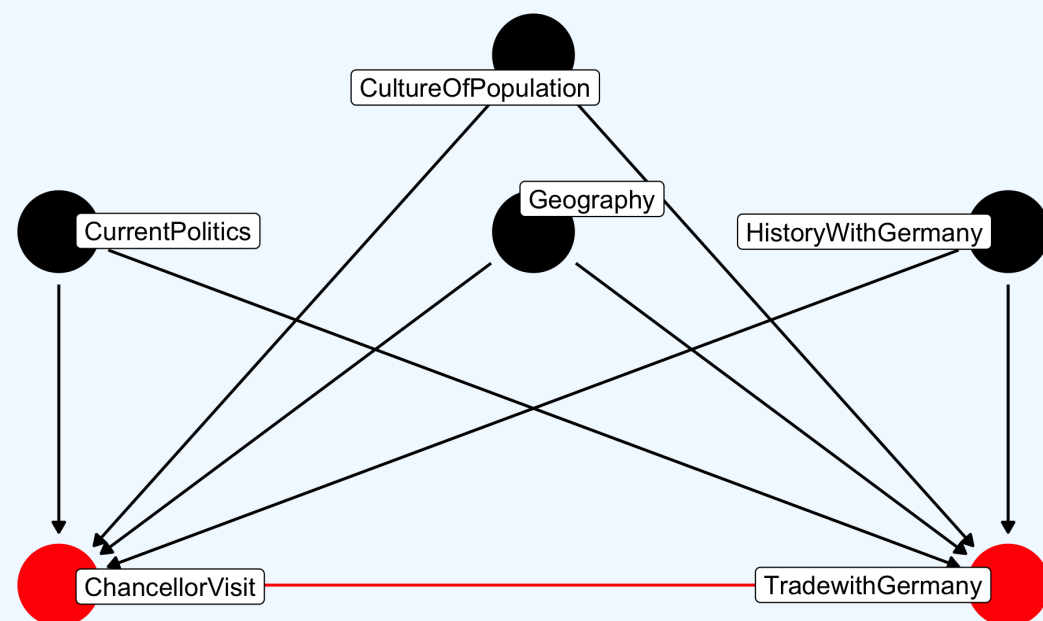 CultureOfPopulation
Geography
CurrentPolitics
HistoryWithGermany
ChancellorVisit
TradewithGermany